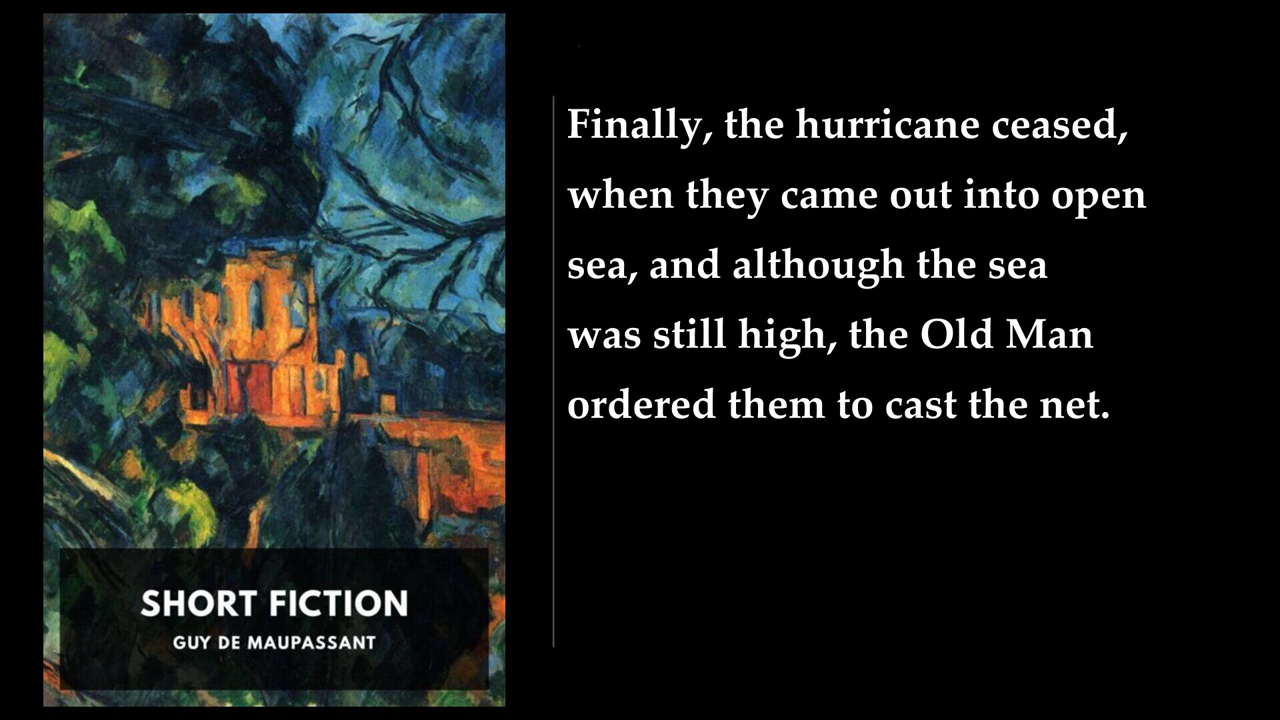 Finally, the hurricane ceased,
when they came out into open
sea, and although the sea
was still high, the Old Man
ordered them to cast the net.
SHORT FICTION
GUY DE MAUPASSANT